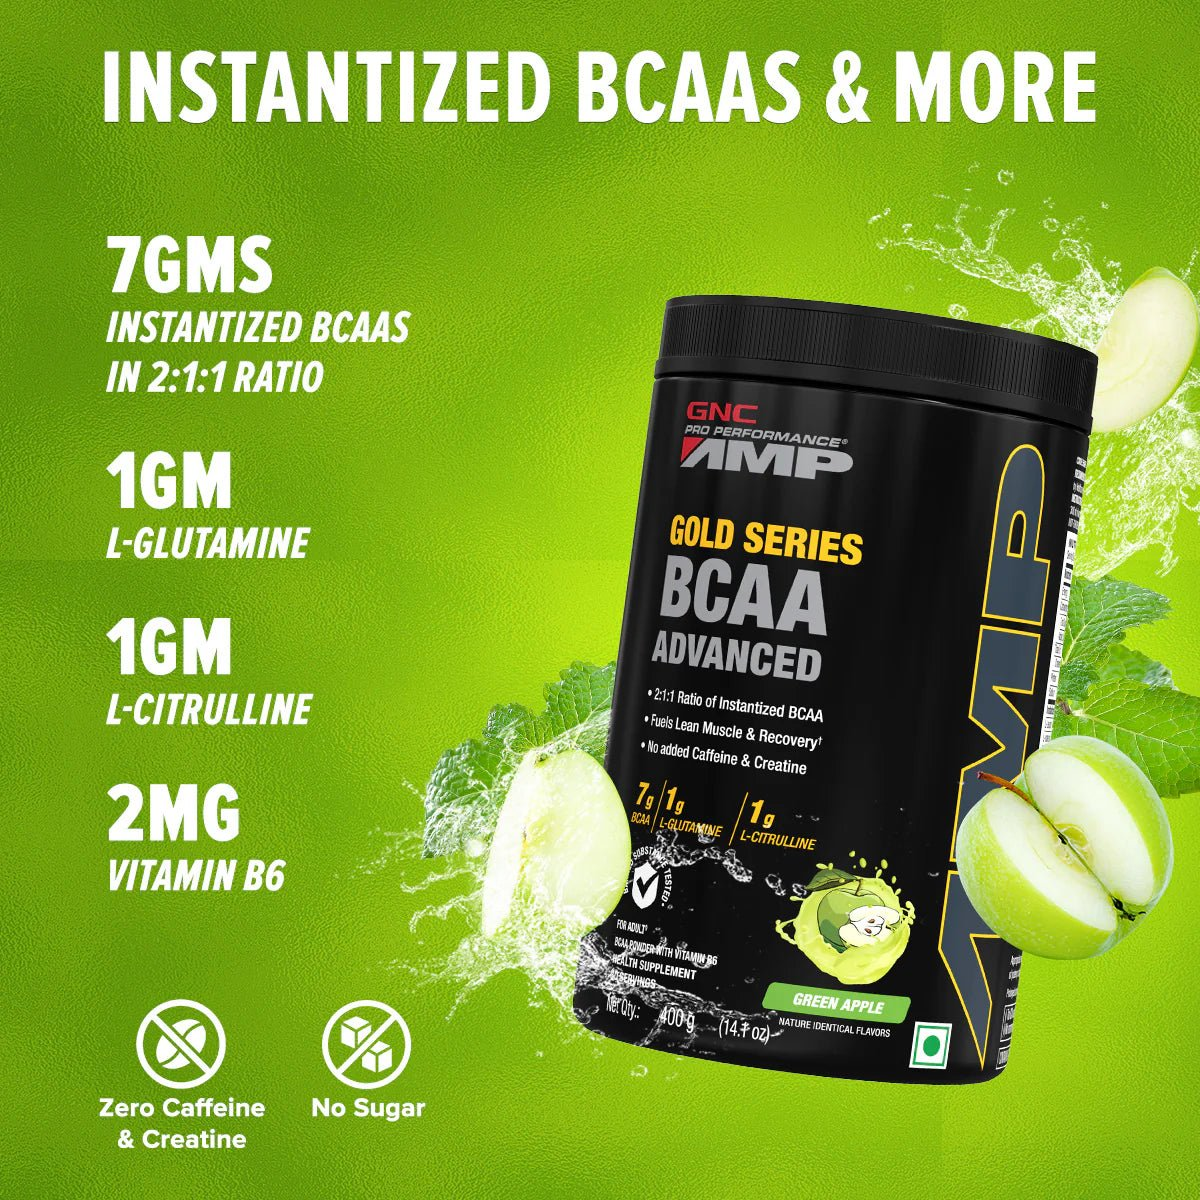 INSTANTIZED BCAAS & MORE
7GMS
INSTANTIZED BCAAS
IN 2:1:1 RATIO
1GM
L-GLUTAMINE
1GM
L-CITRULLINE
2MG
VITAMIN B6
Zero Caffeine
& Creatine
No Sugar
GNC
PRO PERFORMANCE®
AMP
GOLD SERIES
BCAA
ADVANCED
• 2:1:1 Ratio of Instantized BCAA
• Fuels Lean Muscle & Recovery†
• No added Caffeine & Creatine
7g
BCAA
1g
L-GLUTAMINE
1g
L-CITRULLINE
TESTED
FOR ADULT
BCAA POWDER WITH VITAMIN B6
HEALTH SUPPLEMENT
SERVINGS
Net Qty.: 400 g (14.1 oz)
GREEN APPLE
NATURE IDENTICAL FLAVORS
AMP